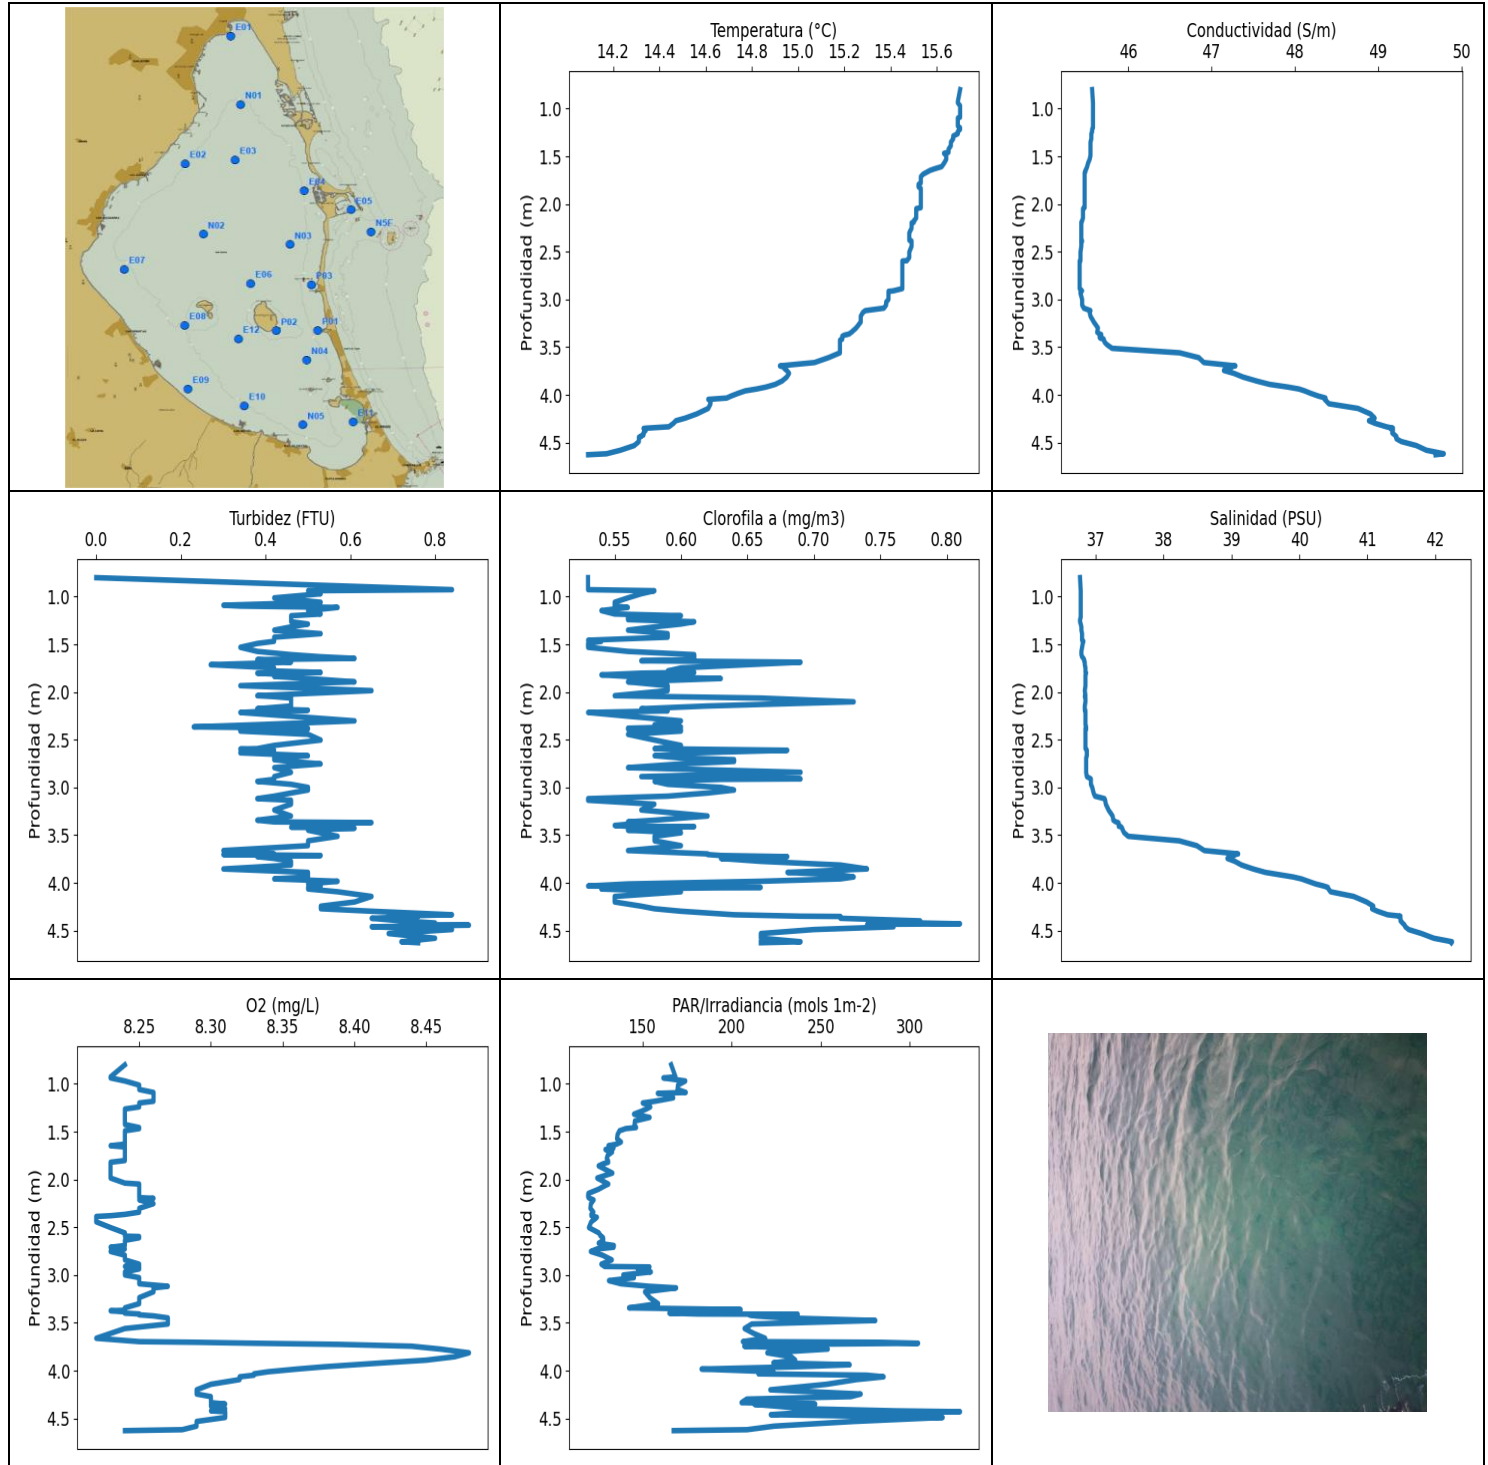 E01
N01
E02
E03
E04
E05
N5F
N02
N03
E07
E06
P03
E08
P02
P01
E12
N04
E09
E10
N05
E11
Temperatura (°C)
14.2 14.4 14.6 14.8 15.0 15.2 15.4 15.6
Profundidad (m)
1.0
1.5
2.0
2.5
3.0
3.5
4.0
4.5
Conductividad (S/m)
46 47 48 49 50
Profundidad (m)
1.0
1.5
2.0
2.5
3.0
3.5
4.0
4.5
Turbidez (FTU)
0.0 0.2 0.4 0.6 0.8
Profundidad (m)
1.0
1.5
2.0
2.5
3.0
3.5
4.0
4.5
Clorofila a (mg/m3)
0.55 0.60 0.65 0.70 0.75 0.80
Profundidad (m)
1.0
1.5
2.0
2.5
3.0
3.5
4.0
4.5
Salinidad (PSU)
37 38 39 40 41 42
Profundidad (m)
1.0
1.5
2.0
2.5
3.0
3.5
4.0
4.5
O2 (mg/L)
8.25 8.30 8.35 8.40 8.45
Profundidad (m)
1.0
1.5
2.0
2.5
3.0
3.5
4.0
4.5
PAR/Irradiancia (mols 1m-2)
150 200 250 300
Profundidad (m)
1.0
1.5
2.0
2.5
3.0
3.5
4.0
4.5